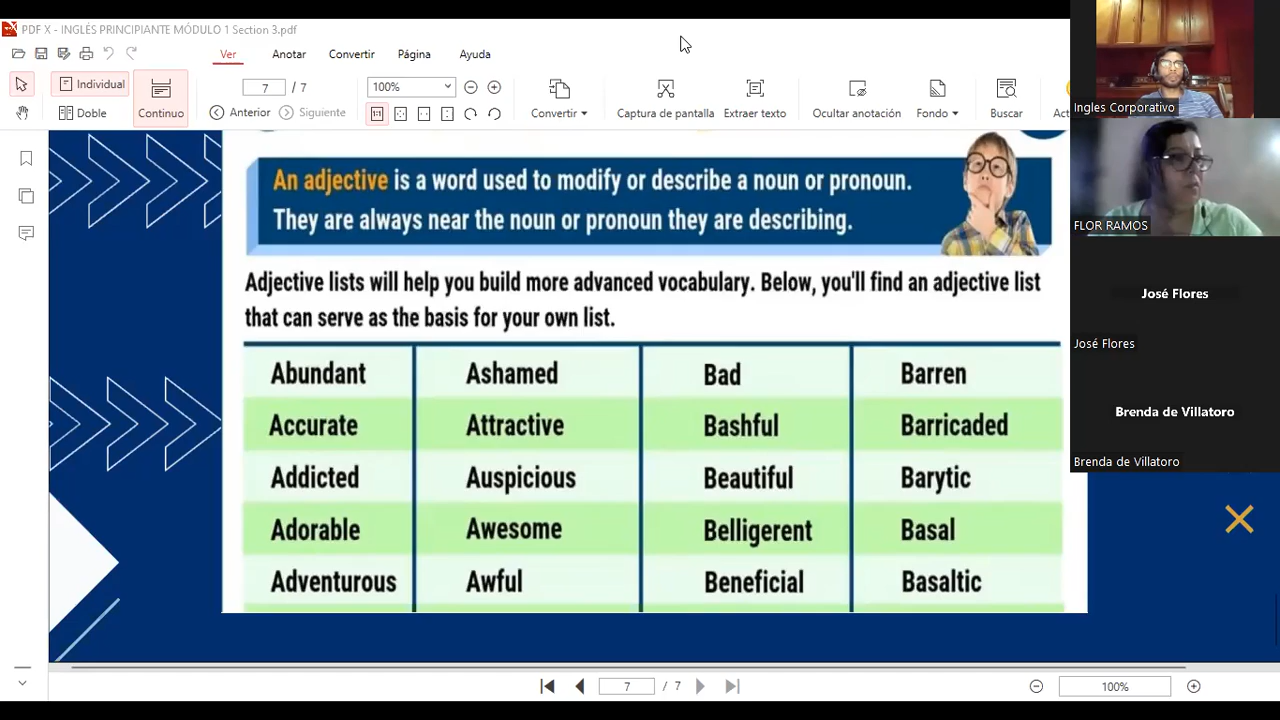 PDF X - INGLÉS PRINCIPIANTE MÓDULO 1 Section 3.pdf
Ver Anotar Convertir Página Ayuda
Individual
Doble
Continuo
7 / 7
Anterior Siguiente
100%
Convertir
Captura de pantalla
Extraer texto
Ocultar anotación
Fondo
Buscar
An adjective is a word used to modify or describe a noun or pronoun.
They are always near the noun or pronoun they are describing.
Adjective lists will help you build more advanced vocabulary. Below, you'll find an adjective list
that can serve as the basis for your own list.
Abundant Ashamed Bad Barren
Accurate Attractive Bashful Barricaded
Addicted Auspicious Beautiful Barytic
Adorable Awesome Belligerent Basal
Adventurous Awful Beneficial Basaltic
Ingles Corporativo
FLOR RAMOS
José Flores
José Flores
Brenda de Villatoro
Brenda de Villatoro
7 / 7
100%